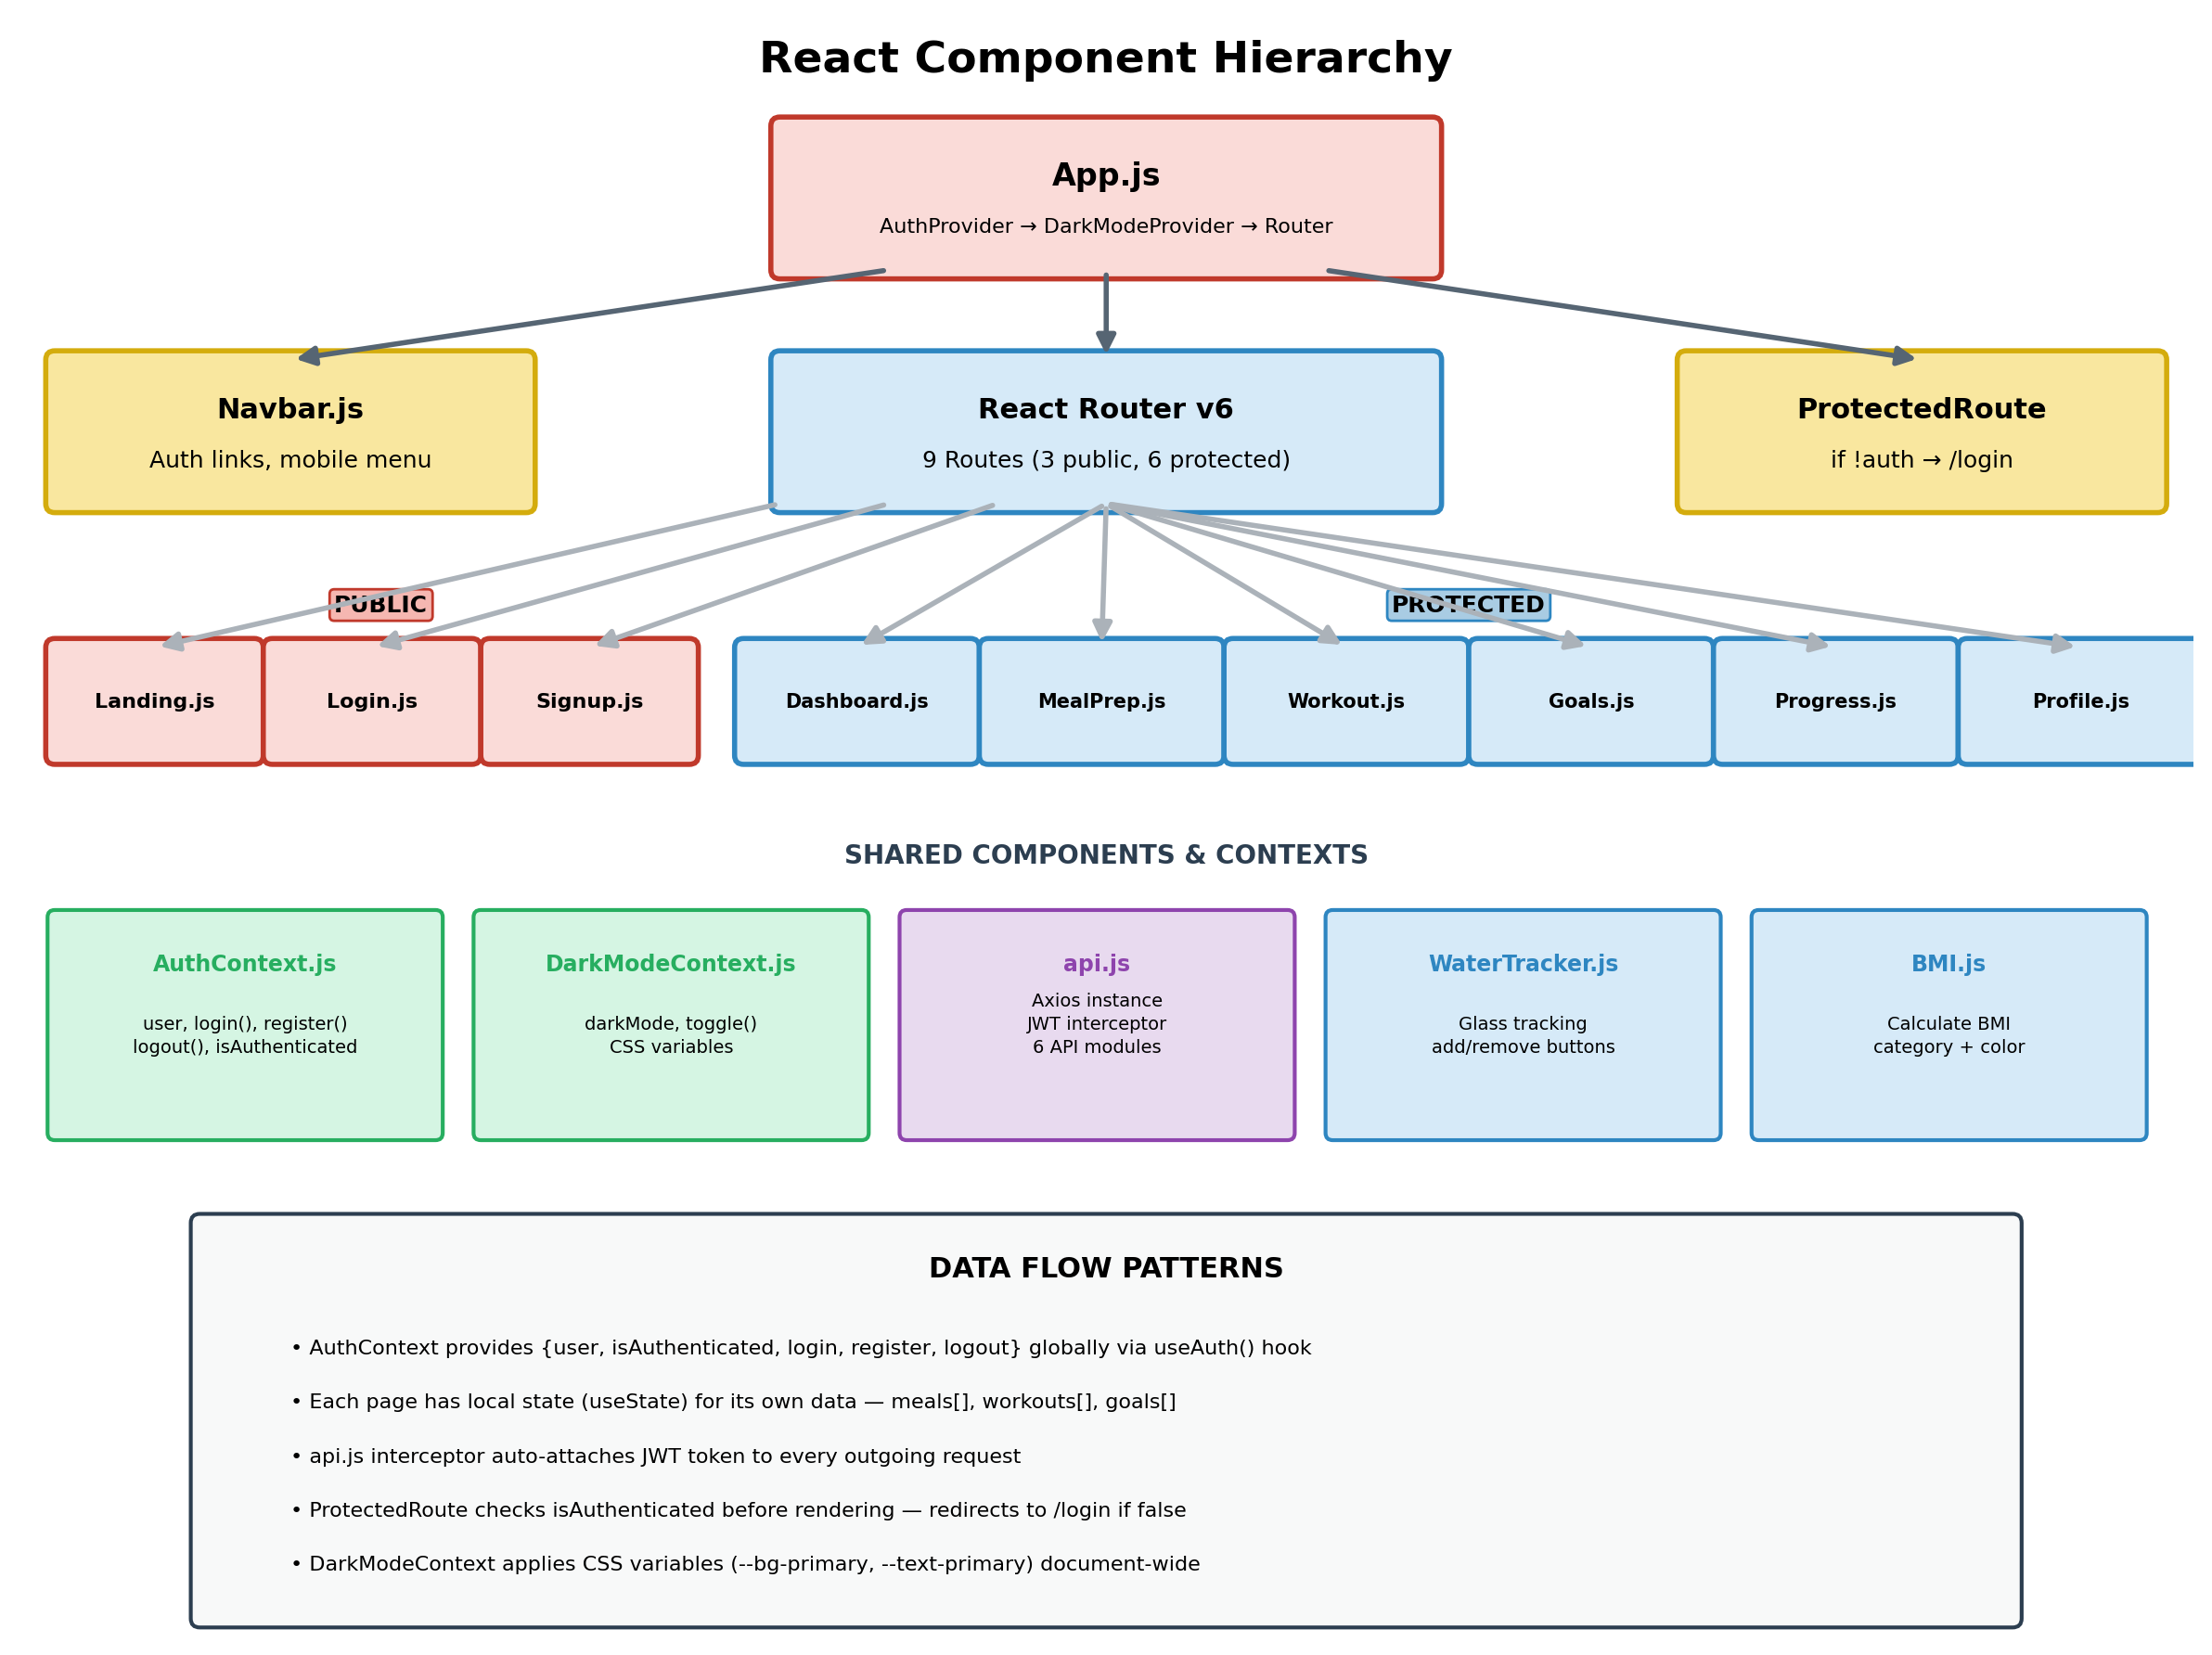 React Component Hierarchy
App.js
AuthProvider → DarkModeProvider → Router
Navbar.js
Auth links, mobile menu
React Router v6
9 Routes (3 public, 6 protected)
ProtectedRoute
if !auth → /login
PUBLIC
PROTECTED
Landing.js
Login.js
Signup.js
Dashboard.js
MealPrep.js
Workout.js
Goals.js
Progress.js
Profile.js
SHARED COMPONENTS & CONTEXTS
AuthContext.js
user, login(), register()
logout(), isAuthenticated
DarkModeContext.js
darkMode, toggle()
CSS variables
api.js
Axios instance
JWT interceptor
6 API modules
WaterTracker.js
Glass tracking
add/remove buttons
BMI.js
Calculate BMI
category + color
DATA FLOW PATTERNS
• AuthContext provides {user, isAuthenticated, login, register, logout} globally via useAuth() hook
• Each page has local state (useState) for its own data — meals[], workouts[], goals[]
• api.js interceptor auto-attaches JWT token to every outgoing request
• ProtectedRoute checks isAuthenticated before rendering — redirects to /login if false
• DarkModeContext applies CSS variables (--bg-primary, --text-primary) document-wide